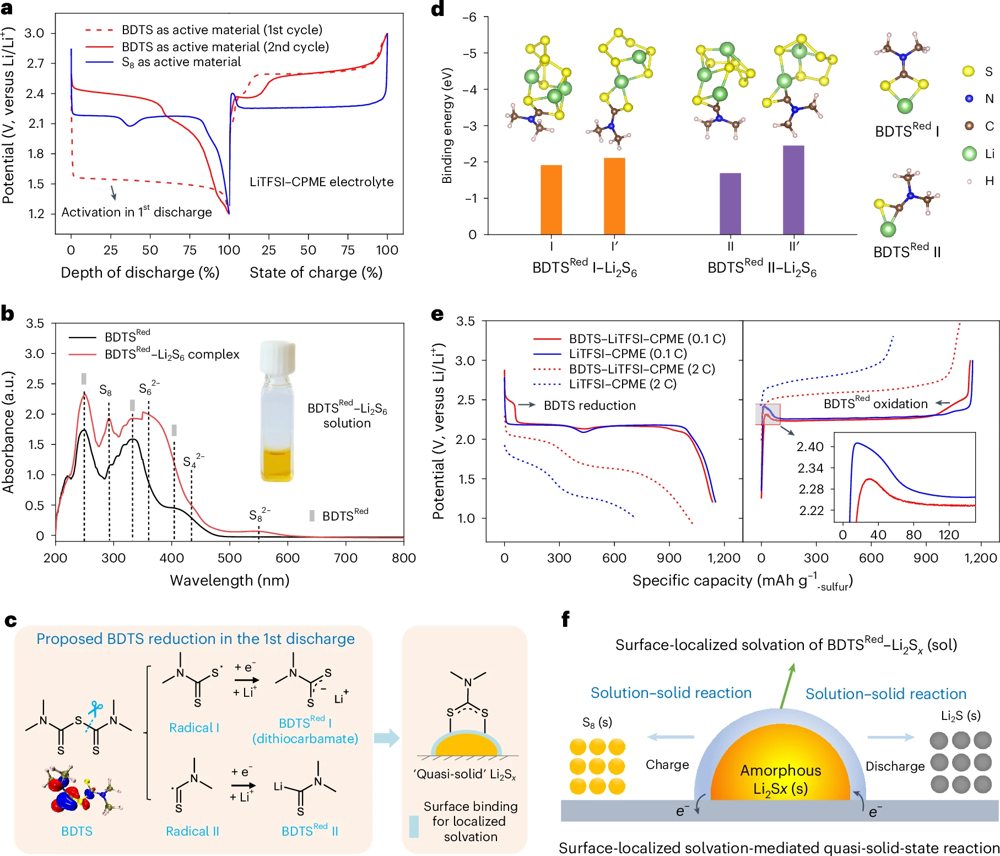 a
BDTS as active material (1st cycle)
BDTS as active material (2nd cycle)
S8 as active material
LiTFSI–CPME electrolyte
Activation in 1st discharge
Potential (V, versus Li/Li+)
3.0
2.7
2.4
2.1
1.8
1.5
1.2
0 25 50 75 100 25 50 75 100
Depth of discharge (%) State of charge (%)
d
Binding energy (eV)
–6
–5
–4
–3
–2
–1
0
I I′ II II′
BDTSRed I–Li2S6 BDTSRed II–Li2S6
BDTSRed I
BDTSRed II
S
N
C
Li
H
b
BDTSRed
BDTSRed–Li2S6 complex
Absorbance (a.u.)
3.5
3.0
2.5
2.0
1.5
1.0
0.5
0
S8
S62–
S42–
S82–
BDTSRed–Li2S6
solution
BDTSRed
200 300 400 500 600 700 800
Wavelength (nm)
e
BDTS–LiTFSI–CPME (0.1 C)
LiTFSI–CPME (0.1 C)
BDTS–LiTFSI–CPME (2 C)
LiTFSI–CPME (2 C)
BDTS reduction
BDTSRed oxidation
Potential (V, versus Li/Li+)
3.5
3.0
2.5
2.0
1.5
1.0
2.40
2.34
2.28
2.22
0 40 80 120
0 300 600 900 1,200 0 300 600 900 1,200
Specific capacity (mAh g–1-sulfur)
c
Proposed BDTS reduction in the 1st discharge
N
S
N
S
S
BDTS
N
S•
S
+ e–
+ Li+
N
S
–
S
Li+
Radical I
BDTSRed I
(dithiocarbamate)
N
•
S
+ e–
+ Li+
Li
N
S
Radical II
BDTSRed II
N
S
S
‘Quasi-solid’ Li2Sx
Surface binding
for localized
solvation
f
Surface-localized solvation of BDTSRed–Li2Sx (sol)
Solution–solid reaction Solution–solid reaction
S8 (s)
Li2S (s)
Charge
Discharge
Amorphous
Li2Sx (s)
e–
e–
Surface-localized solvation-mediated quasi-solid-state reaction